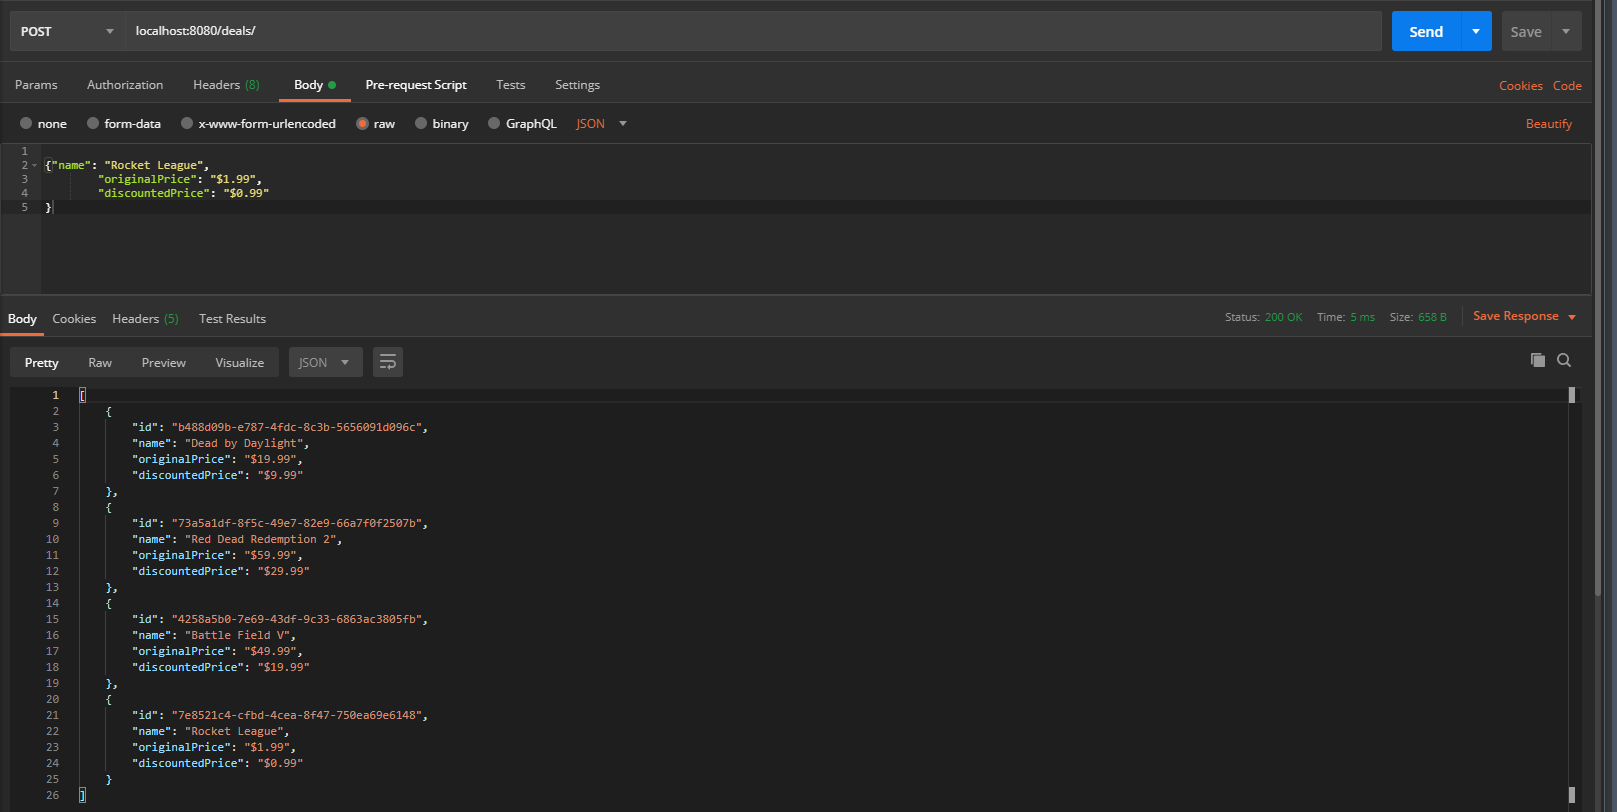 POST localhost:8080/deals/ Send Save
Params Authorization Headers (8) Body Pre-request Script Tests Settings Cookies Code
none form-data x-www-form-urlencoded raw binary GraphQL JSON Beautify
1
2 {"name": "Rocket League",
3 "originalPrice": "$1.99",
4 "discountedPrice": "$0.99"
5 }
Body Cookies Headers (5) Test Results Status: 200 OK Time: 5 ms Size: 658 B Save Response
Pretty Raw Preview Visualize JSON
1 [
2 {
3 "id": "b488d09b-e787-4fdc-8c3b-5656091d096c",
4 "name": "Dead by Daylight",
5 "originalPrice": "$19.99",
6 "discountedPrice": "$9.99"
7 },
8 {
9 "id": "73a5a1df-8f5c-49e7-82e9-66a7f0f2507b",
10 "name": "Red Dead Redemption 2",
11 "originalPrice": "$59.99",
12 "discountedPrice": "$29.99"
13 },
14 {
15 "id": "4258a5b0-7e69-43df-9c33-6863ac3805fb",
16 "name": "Battle Field V",
17 "originalPrice": "$49.99",
18 "discountedPrice": "$19.99"
19 },
20 {
21 "id": "7e8521c4-cfbd-4cea-8f47-750ea69e6148",
22 "name": "Rocket League",
23 "originalPrice": "$1.99",
24 "discountedPrice": "$0.99"
25 }
26 ]